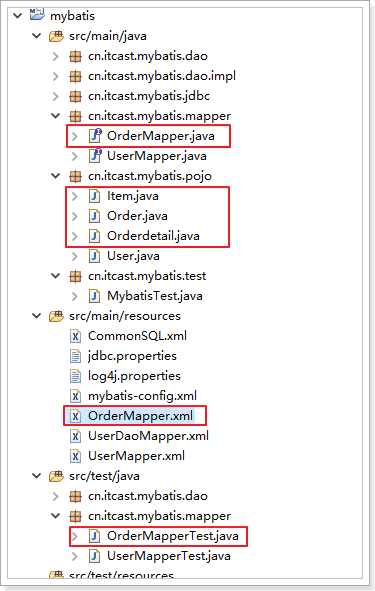 mybatis
src/main/java
cn.itcast.mybatis.dao
cn.itcast.mybatis.dao.impl
cn.itcast.mybatis.jdbc
cn.itcast.mybatis.mapper
OrderMapper.java
UserMapper.java
cn.itcast.mybatis.pojo
Item.java
Order.java
Orderdetail.java
User.java
cn.itcast.mybatis.test
MybatisTest.java
src/main/resources
CommonSQL.xml
jdbc.properties
log4j.properties
mybatis-config.xml
OrderMapper.xml
UserDaoMapper.xml
UserMapper.xml
src/test/java
cn.itcast.mybatis.dao
cn.itcast.mybatis.mapper
OrderMapperTest.java
UserMapperTest.java
src/test/resources